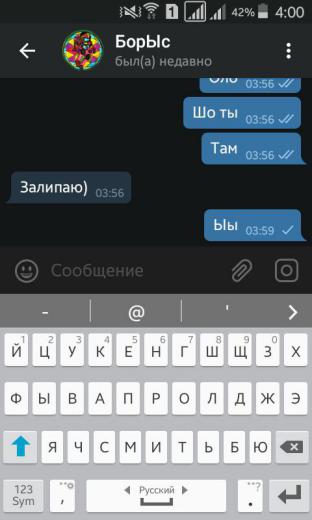 1 42% 4:00
БорЫс
был(а) недавно
Оло 03:56
Шо ты 03:56
Там 03:56
Залипаю) 03:56
Ыы 03:59
Сообщение
- @ '
1 2 3 4 5 6 7 8 9 0
Й Ц У К Е Н Г Ш Щ З Х
Ф Ы В А П Р О Л Д Ж Э
Я Ч С М И Т Ь Б Ю
123 Sym , Русский . ?